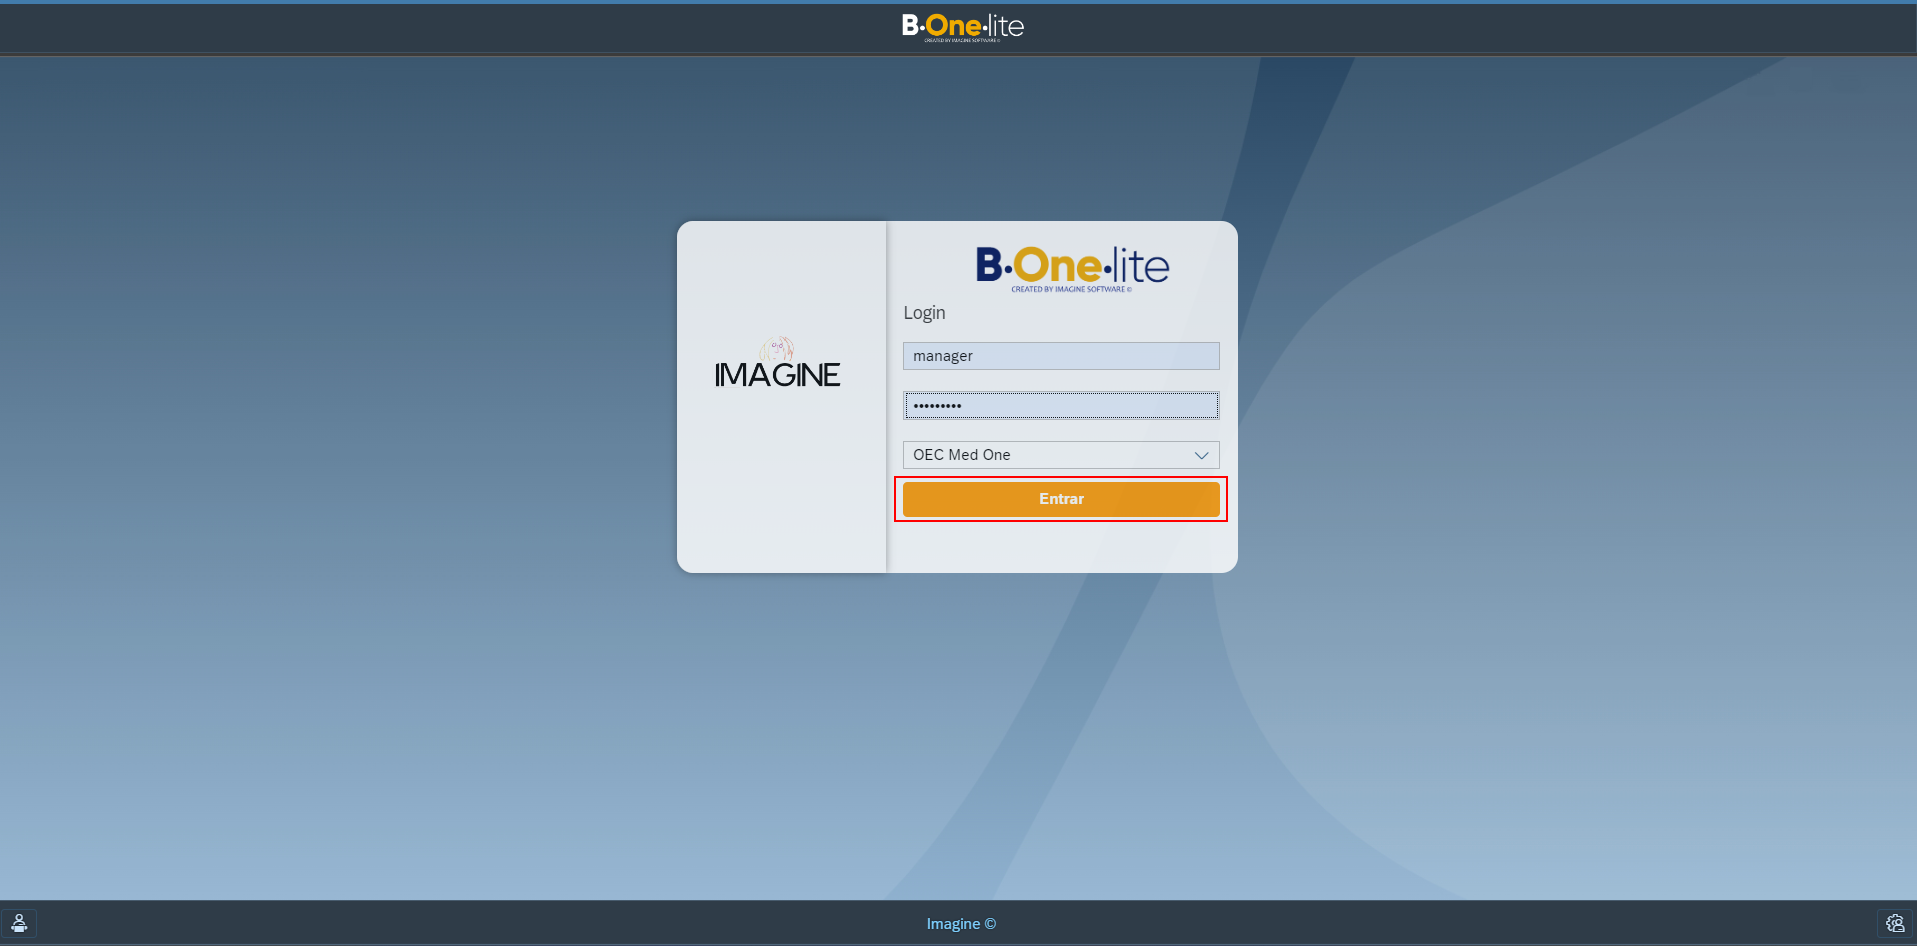 B·One·lite
CREATED BY IMAGINE SOFTWARE ©
B·One·lite
CREATED BY IMAGINE SOFTWARE ©
Login
IMAGINE
manager
•••••••••
OEC Med One
Entrar
Imagine ©